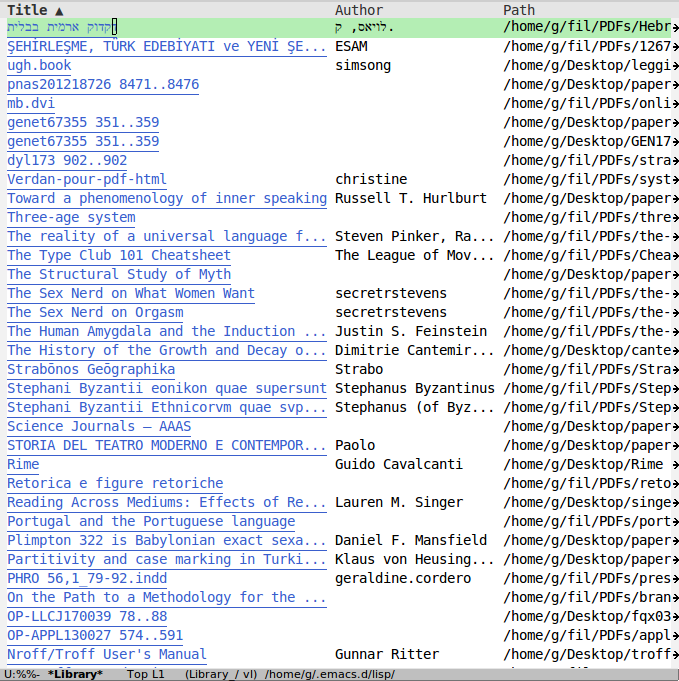 Title ▲ Author Path
דקדוק ארמית בבלית לויאס, ק. /home/g/fil/PDFs/Hebr
ŞEHİRLEŞME, TÜRK EDEBİYATI ve YENİ ŞE... ESAM /home/g/fil/PDFs/1267
ugh.book simsong /home/g/Desktop/leggi
pnas201218726 8471..8476 /home/g/Desktop/paper
mb.dvi /home/g/fil/PDFs/onli
genet67355 351..359 /home/g/Desktop/paper
genet67355 351..359 /home/g/Desktop/GEN17
dyl173 902..902 /home/g/fil/PDFs/stra
Verdan-pour-pdf-html christine /home/g/fil/PDFs/syst
Toward a phenomenology of inner speaking Russell T. Hurlburt /home/g/Desktop/paper
Three-age system /home/g/fil/PDFs/thre
The reality of a universal language f... Steven Pinker, Ra... /home/g/fil/PDFs/the-
The Type Club 101 Cheatsheet The League of Mov... /home/g/fil/PDFs/Chea
The Structural Study of Myth /home/g/Desktop/paper
The Sex Nerd on What Women Want secretrstevens /home/g/fil/PDFs/the-
The Sex Nerd on Orgasm secretrstevens /home/g/fil/PDFs/the-
The Human Amygdala and the Induction ... Justin S. Feinstein /home/g/fil/PDFs/the-
The History of the Growth and Decay o... Dimitrie Cantemir... /home/g/Desktop/cante
Strabōnos Geōgraphika Strabo /home/g/fil/PDFs/Stra
Stephani Byzantii eonikon quae supersunt Stephanus Byzantinus /home/g/fil/PDFs/Step
Stephani Byzantii Ethnicorvm quae svp... Stephanus (of Byz... /home/g/fil/PDFs/Step
Science Journals — AAAS /home/g/Desktop/paper
STORIA DEL TEATRO MODERNO E CONTEMPOR... Paolo /home/g/Desktop/paper
Rime Guido Cavalcanti /home/g/Desktop/Rime
Retorica e figure retoriche /home/g/fil/PDFs/reto
Reading Across Mediums: Effects of Re... Lauren M. Singer /home/g/Desktop/singe
Portugal and the Portuguese language /home/g/fil/PDFs/port
Plimpton 322 is Babylonian exact sexa... Daniel F. Mansfield /home/g/Desktop/paper
Partitivity and case marking in Turki... Klaus von Heusing... /home/g/Desktop/paper
PHRO 56,1_79-92.indd geraldine.cordero /home/g/fil/PDFs/pres
On the Path to a Methodology for the ... /home/g/fil/PDFs/bran
OP-LLCJ170039 78..88 /home/g/Desktop/fqx03
OP-APPL130027 574..591 /home/g/fil/PDFs/appl
Nroff/Troff User's Manual Gunnar Ritter /home/g/Desktop/troff
U:%%- *Library* Top L1 (Library_/ vl) /home/g/.emacs.d/lisp/